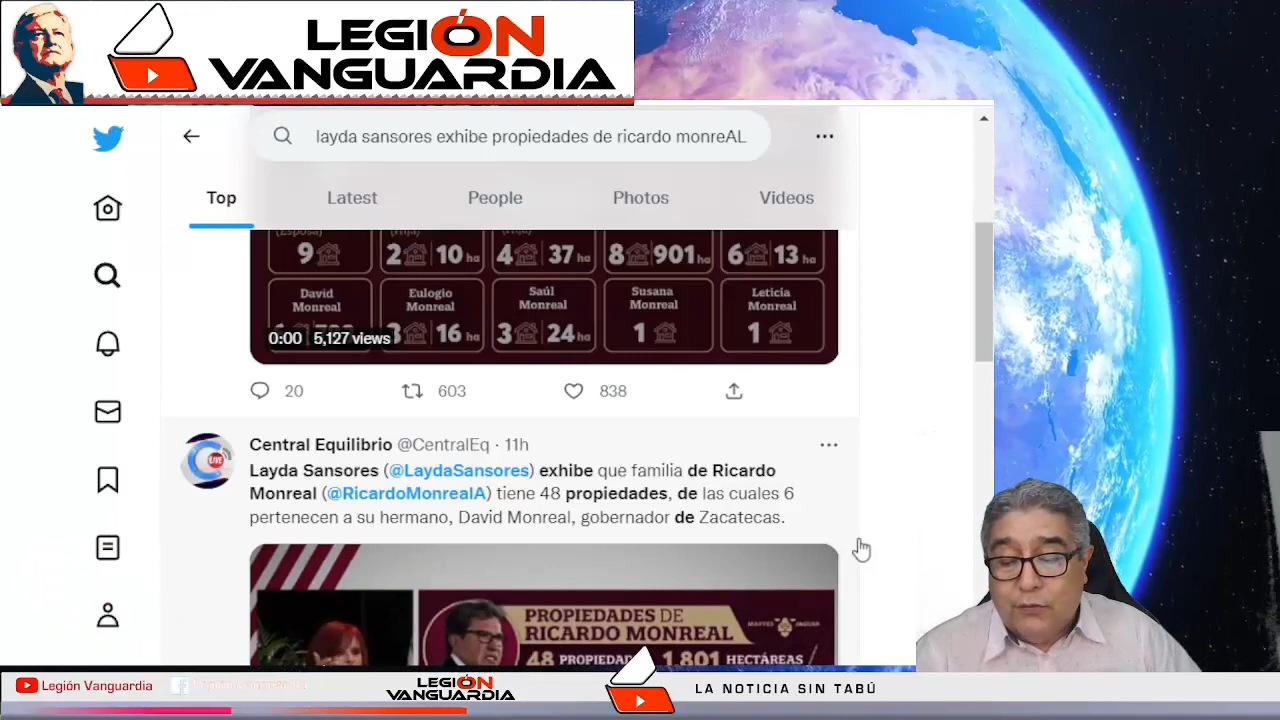 LEGIÓN
VANGUARDIA
layda sansores exhibe propiedades de ricardo monreAL
Top Latest People Photos Videos
9 2 10 ha 4 37 ha 8 901 ha 6 13 ha
David Monreal
Eulogio Monreal
Saúl Monreal
Susana Monreal
Leticia Monreal
16 ha 3 24 ha 1 1
0:00 5,127 views
20 603 838
Central Equilibrio @CentralEq · 11h
Layda Sansores (@LaydaSansores) exhibe que familia de Ricardo
Monreal (@RicardoMonrealA) tiene 48 propiedades, de las cuales 6
pertenecen a su hermano, David Monreal, gobernador de Zacatecas.
LIVE
PROPIEDADES DE
RICARDO MONREAL
MARTES JAGUAR
48 PROPIEDADES 1,801 HECTÁREAS
Legión Vanguardia
LEGIÓN
VANGUARDIA
LA NOTICIA SIN TABÚ